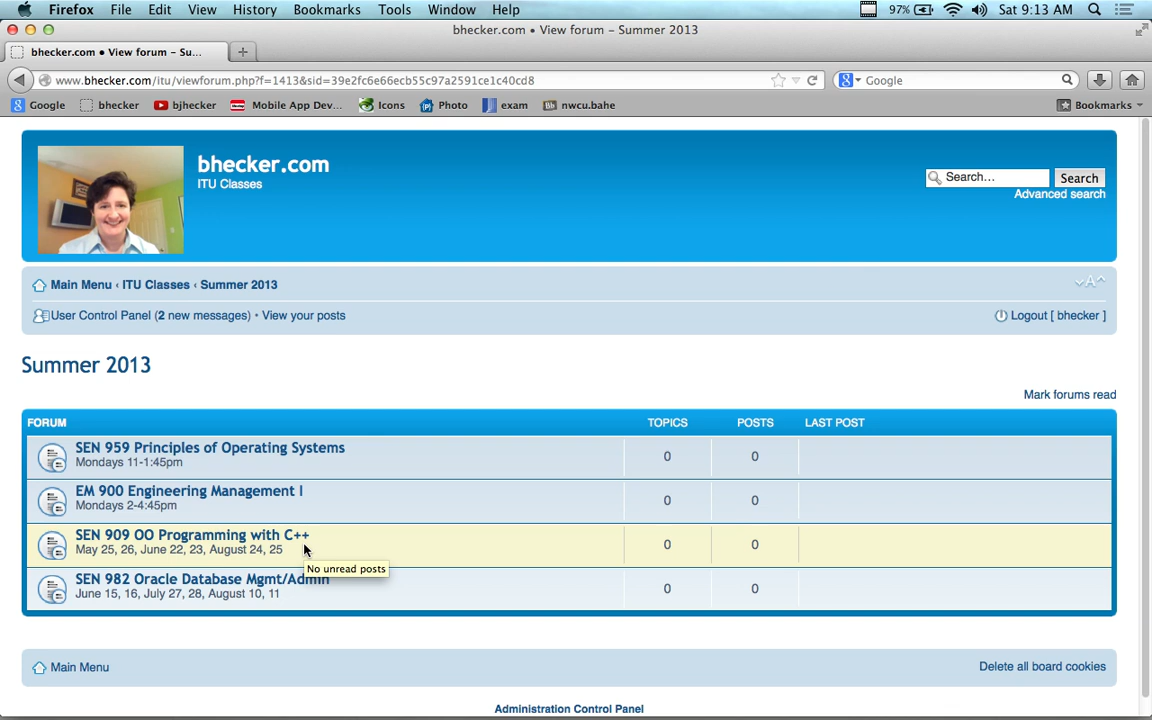 Firefox File Edit View History Bookmarks Tools Window Help 97% Sat 9:13 AM
bhecker.com • View forum – Summer 2013
bhecker.com • View forum – Su...
www.bhecker.com/itu/viewforum.php?f=1413&sid=39e2fc6e66ecb55c97a2591ce1c40cd8 Google
Google bhecker bjhecker Mobile App Dev... Icons Photo exam nwcu.bahe Bookmarks
bhecker.com
ITU Classes
Search... Search
Advanced search
Main Menu ‹ ITU Classes ‹ Summer 2013
User Control Panel (2 new messages) • View your posts Logout [ bhecker ]
Summer 2013
Mark forums read
FORUM TOPICS POSTS LAST POST
SEN 959 Principles of Operating Systems
Mondays 11-1:45pm 0 0
EM 900 Engineering Management I
Mondays 2-4:45pm 0 0
SEN 909 OO Programming with C++
May 25, 26, June 22, 23, August 24, 25 0 0
No unread posts
SEN 982 Oracle Database Mgmt/Admin
June 15, 16, July 27, 28, August 10, 11 0 0
Main Menu Delete all board cookies
Administration Control Panel